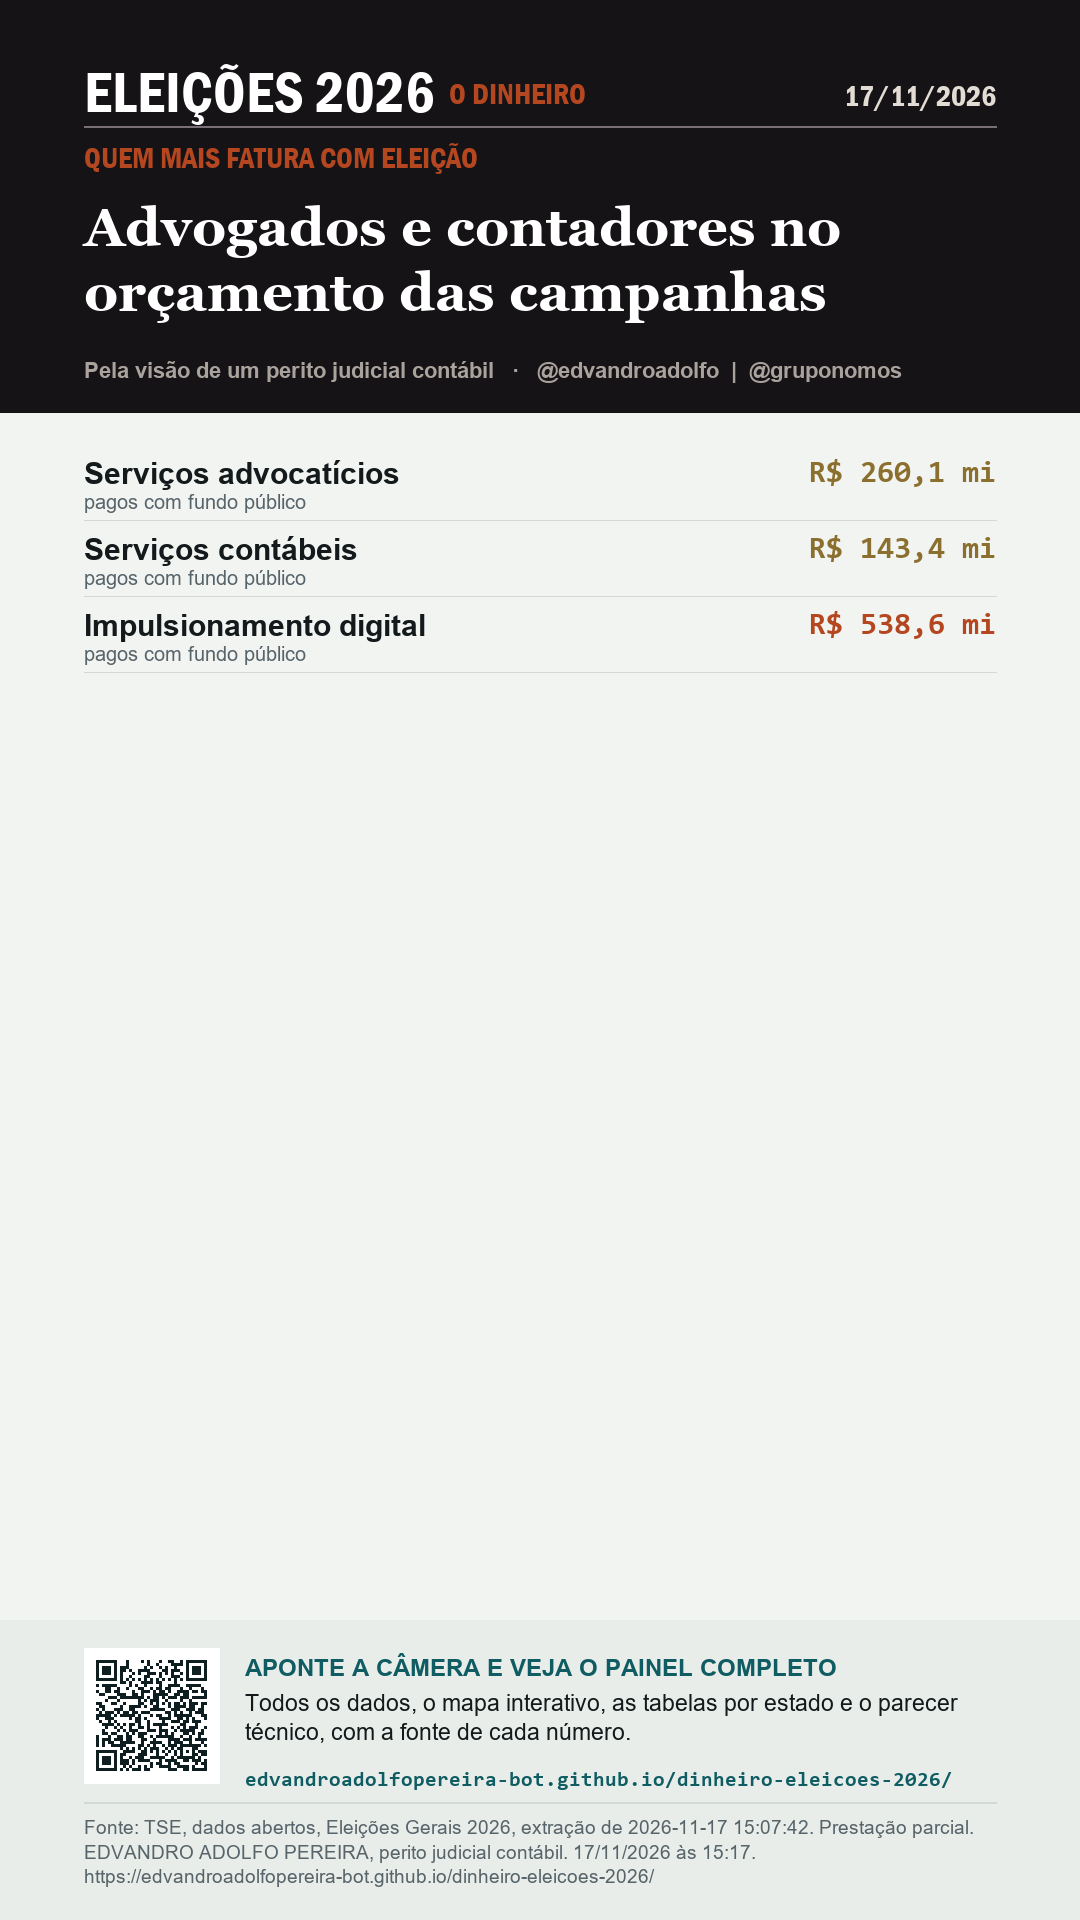 ELEIÇÕES 2026 O DINHEIRO 17/11/2026
QUEM MAIS FATURA COM ELEIÇÃO
Advogados e contadores no
orçamento das campanhas
Pela visão de um perito judicial contábil · @edvandroadolfo | @gruponomos
Serviços advocatícios R$ 260,1 mi
pagos com fundo público
Serviços contábeis R$ 143,4 mi
pagos com fundo público
Impulsionamento digital R$ 538,6 mi
pagos com fundo público
APONTE A CÂMERA E VEJA O PAINEL COMPLETO
Todos os dados, o mapa interativo, as tabelas por estado e o parecer
técnico, com a fonte de cada número.
edvandroadolfopereira-bot.github.io/dinheiro-eleicoes-2026/
Fonte: TSE, dados abertos, Eleições Gerais 2026, extração de 2026-11-17 15:07:42. Prestação parcial.
EDVANDRO ADOLFO PEREIRA, perito judicial contábil. 17/11/2026 às 15:17.
https://edvandroadolfopereira-bot.github.io/dinheiro-eleicoes-2026/